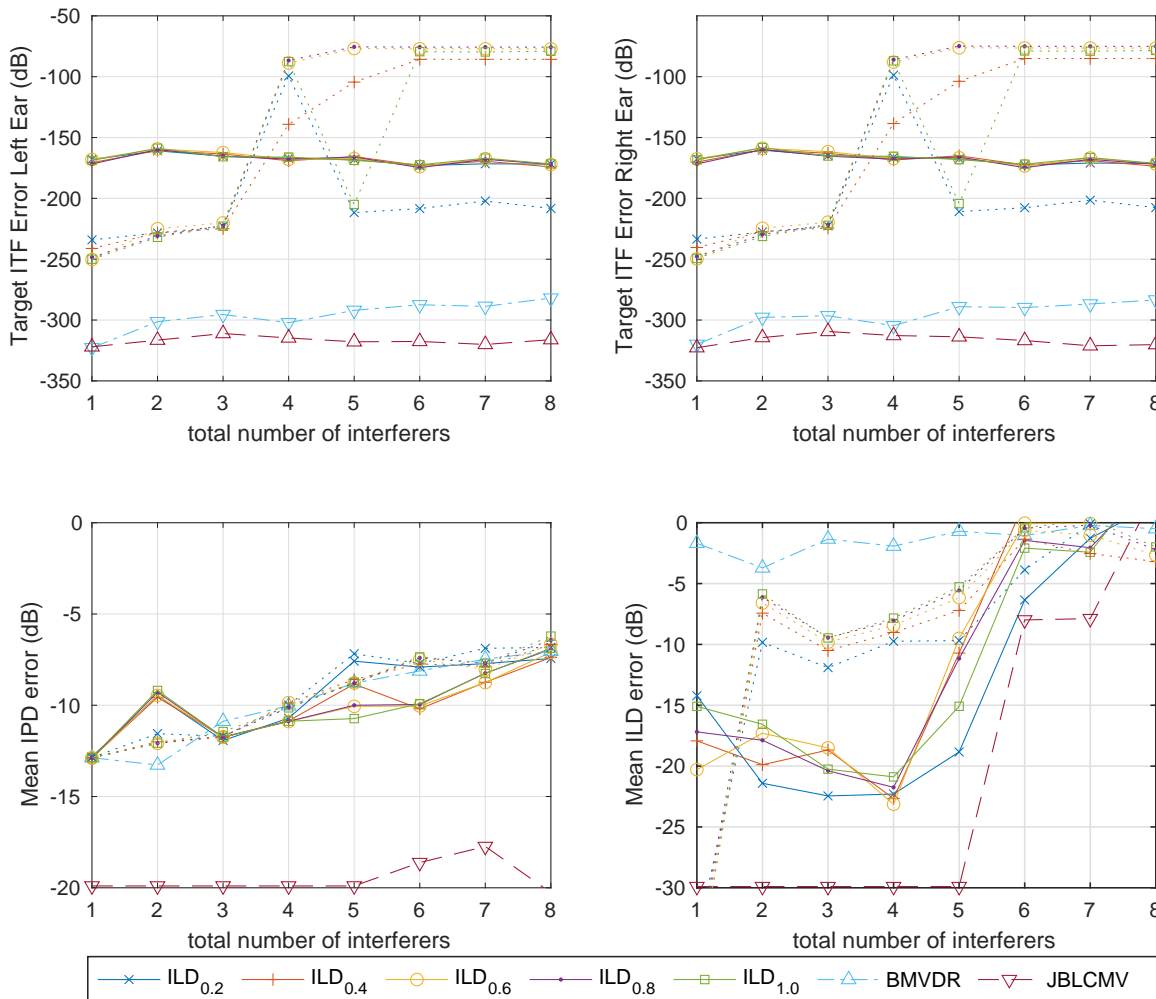 Target ITF Error Left Ear (dB)
-50
-100
-150
-200
-250
-300
-350
1 2 3 4 5 6 7 8
total number of interferers
Target ITF Error Right Ear (dB)
-50
-100
-150
-200
-250
-300
-350
1 2 3 4 5 6 7 8
total number of interferers
Mean IPD error (dB)
0
-5
-10
-15
-20
1 2 3 4 5 6 7 8
total number of interferers
Mean ILD error (dB)
0
-5
-10
-15
-20
-25
-30
1 2 3 4 5 6 7 8
total number of interferers
ILD0.2 ILD0.4 ILD0.6 ILD0.8 ILD1.0 BMVDR JBLCMV